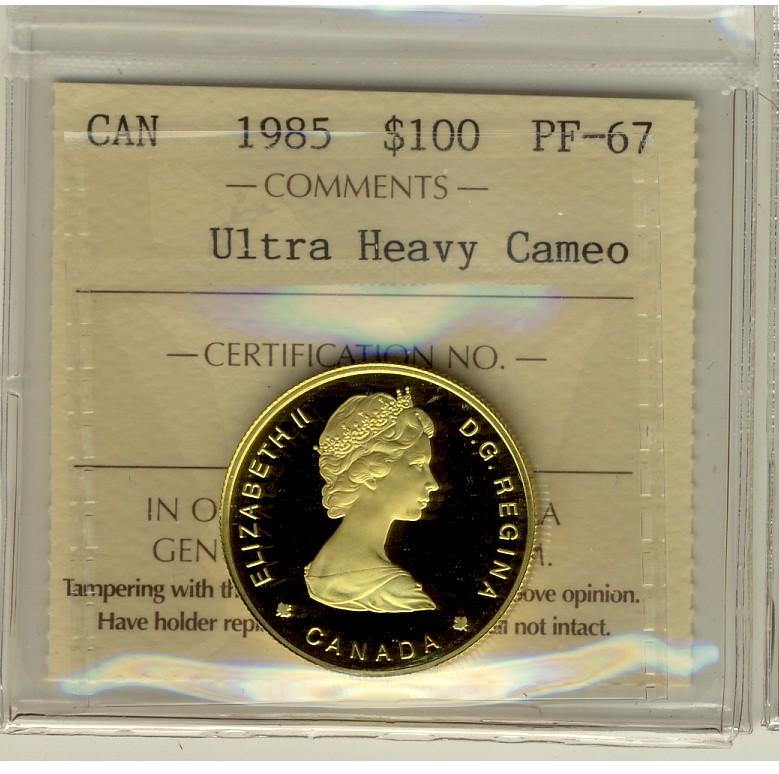 CAN 1985 $100 PF-67
— COMMENTS —
Ultra Heavy Cameo
— CERTIFICATION NO. —
ELIZABETH II D.G. REGINA
CANADA
IN
Tampering with opinion.
Have holder not intact.